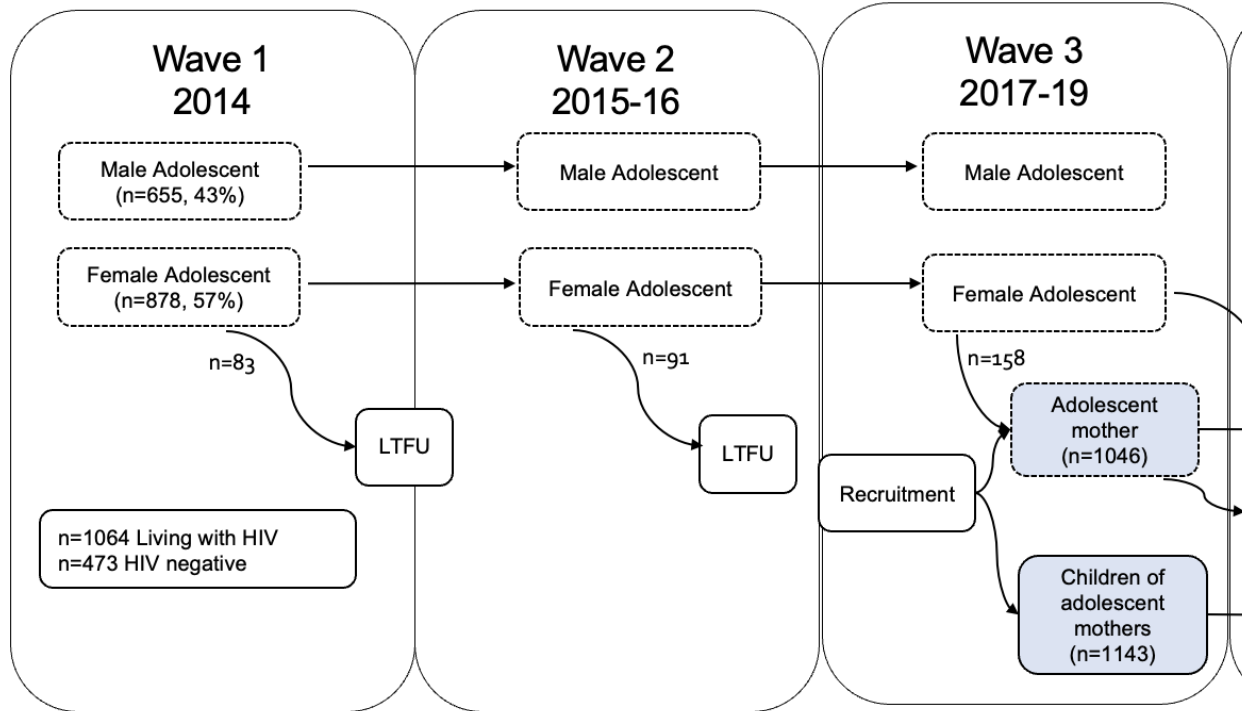 Wave 1
2014
Male Adolescent
(n=655, 43%)
Female Adolescent
(n=878, 57%)
n=83
LTFU
n=1064 Living with HIV
n=473 HIV negative
Wave 2
2015-16
Male Adolescent
Female Adolescent
n=91
LTFU
Wave 3
2017-19
Male Adolescent
Female Adolescent
n=158
Adolescent
mother
(n=1046)
Recruitment
Children of
adolescent
mothers
(n=1143)